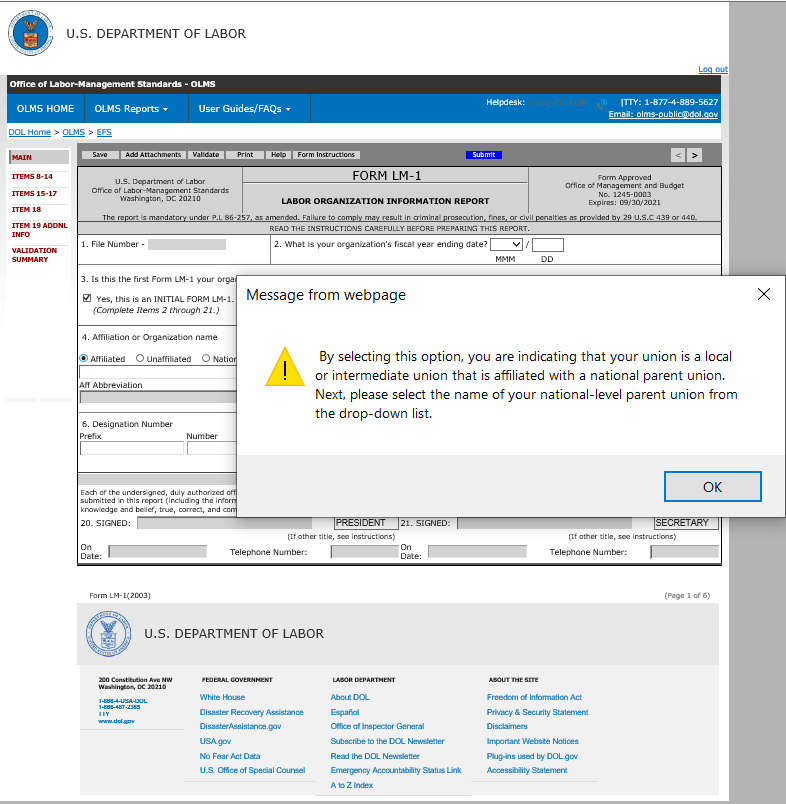 U.S. DEPARTMENT OF LABOR
Log out
Office of Labor-Management Standards - OLMS
OLMS HOME OLMS Reports User Guides/FAQs
Helpdesk: |TTY: 1-877-4-889-5627
Email: olms-public@dol.gov
DOL Home > OLMS > EFS
MAIN
ITEMS 8-14
ITEMS 15-17
ITEM 18
ITEM 19 ADDNL
INFO
VALIDATION
SUMMARY
Save Add Attachments Validate Print Help Form Instructions Submit < >
U.S. Department of Labor
Office of Labor-Management Standards
Washington, DC 20210
FORM LM-1
LABOR ORGANIZATION INFORMATION REPORT
Form Approved
Office of Management and Budget
No. 1245-0003
Expires: 09/30/2021
The report is mandatory under P.L 86-257, as amended. Failure to comply may result in criminal prosecution, fines, or civil penalties as provided by 29 U.S.C 439 or 440.
READ THE INSTRUCTIONS CAREFULLY BEFORE PREPARING THIS REPORT.
1. File Number -
2. What is your organization's fiscal year ending date? /
MMM DD
3. Is this the first Form LM-1 your orga
Yes, this is an INITIAL FORM LM-1.
(Complete Items 2 through 21.)
4. Affiliation or Organization name
Affiliated Unaffiliated Nation
Aff Abbreviation
6. Designation Number
Prefix Number
Message from webpage
By selecting this option, you are indicating that your union is a local
or intermediate union that is affiliated with a national parent union.
Next, please select the name of your national-level parent union from
the drop-down list.
OK
Each of the undersigned, duly authorized off
submitted in this report (including the inform
knowledge and belief, true, correct, and com
20. SIGNED: PRESIDENT 21. SIGNED: SECRETARY
(If other title, see instructions) (If other title, see instructions)
On
Date:
Telephone Number:
On
Date:
Telephone Number:
Form LM-1(2003) (Page 1 of 6)
U.S. DEPARTMENT OF LABOR
200 Constitution Ave NW
Washington, DC 20210
1-866-4-USA-DOL
1-866-487-2365
TTY
www.dol.gov
FEDERAL GOVERNMENT
White House
Disaster Recovery Assistance
DisasterAssistance.gov
USA.gov
No Fear Act Data
U.S. Office of Special Counsel
LABOR DEPARTMENT
About DOL
Español
Office of Inspector General
Subscribe to the DOL Newsletter
Read the DOL Newsletter
Emergency Accountability Status Link
A to Z Index
ABOUT THE SITE
Freedom of Information Act
Privacy & Security Statement
Disclaimers
Important Website Notices
Plug-ins used by DOL.gov
Accessibility Statement